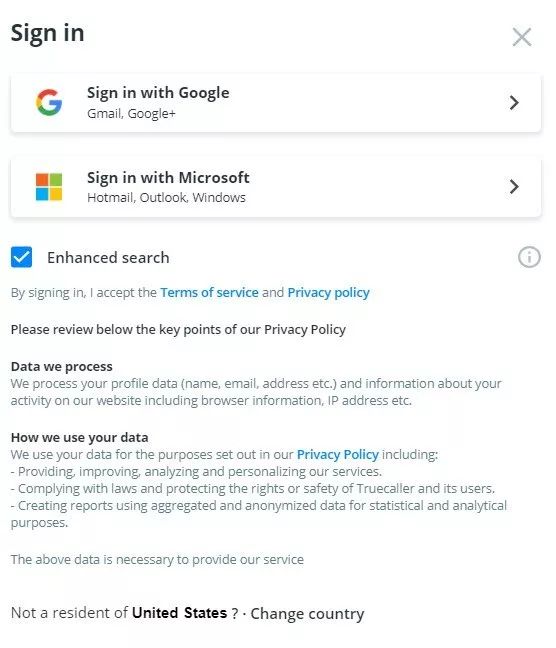 Sign in
Sign in with Google
Gmail, Google+
Sign in with Microsoft
Hotmail, Outlook, Windows
Enhanced search
By signing in, I accept the Terms of service and Privacy policy
Please review below the key points of our Privacy Policy
Data we process
We process your profile data (name, email, address etc.) and information about your
activity on our website including browser information, IP address etc.
How we use your data
We use your data for the purposes set out in our Privacy Policy including:
- Providing, improving, analyzing and personalizing our services.
- Complying with laws and protecting the rights or safety of Truecaller and its users.
- Creating reports using aggregated and anonymized data for statistical and analytical
purposes.
The above data is necessary to provide our service
Not a resident of United States ? · Change country